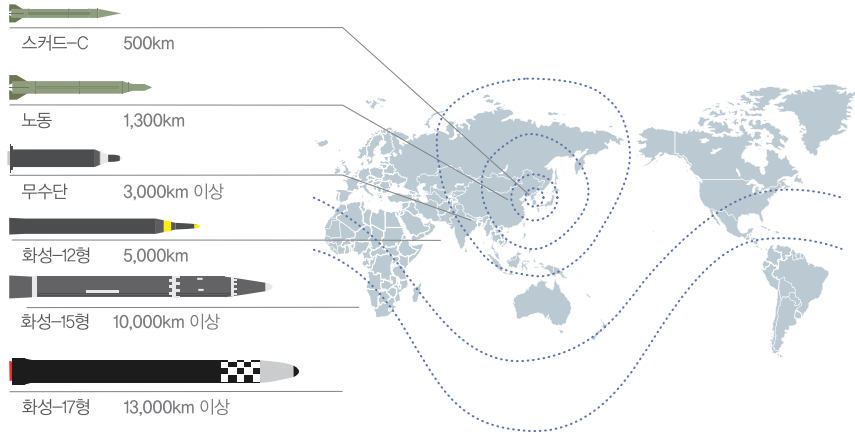 스커드-C 500km
노동 1,300km
무수단 3,000km 이상
화성-12형 5,000km
화성-15형 10,000km 이상
화성-17형 13,000km 이상